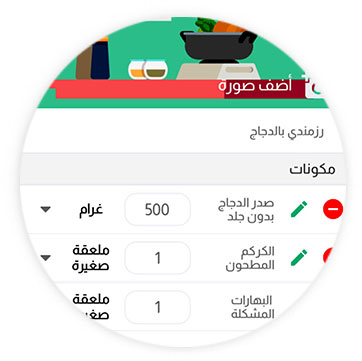 أضف صورة
رزمندي بالدجاج
مكونات
صدر الدجاج
بدون جلد
500
غرام
الكركم
المطحون
1
ملعقة
صغيرة
البهارات
المشكلة
1
ملعقة
صغيرة